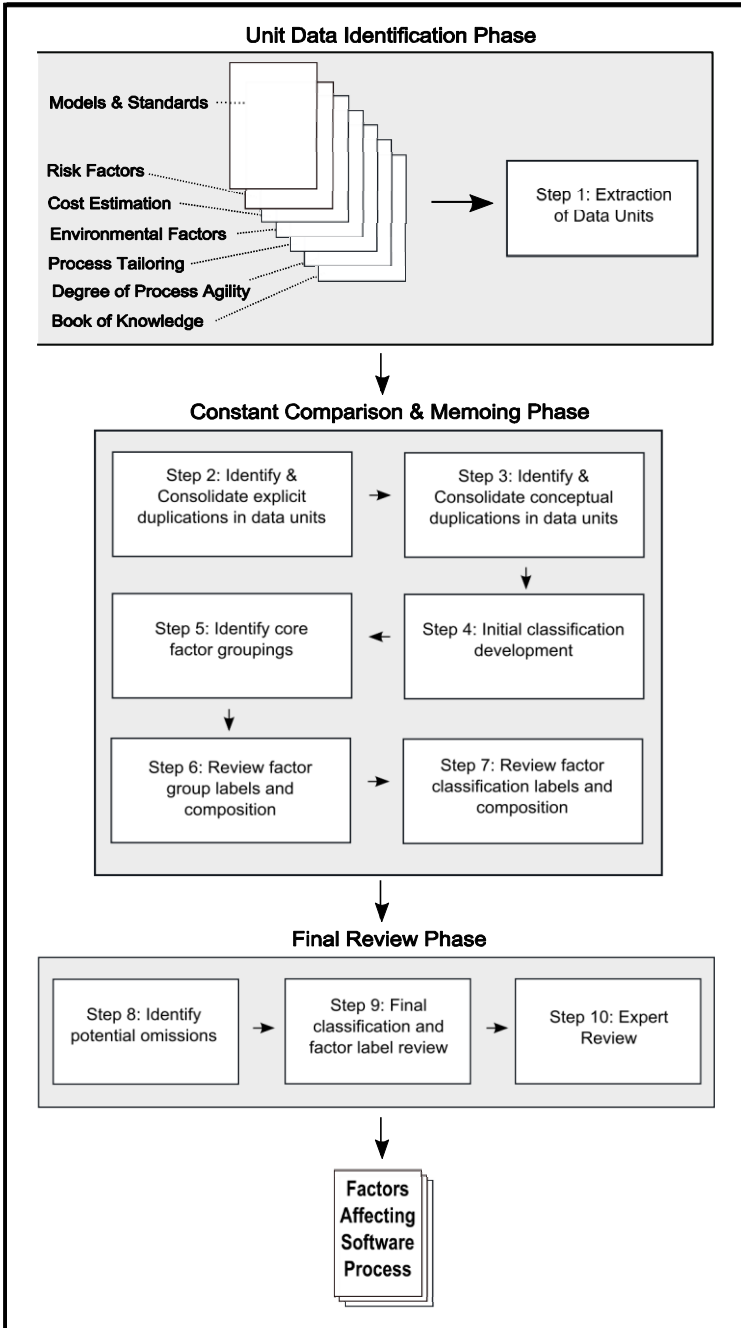 Unit Data Identification Phase
Models & Standards
Risk Factors
Cost Estimation
Environmental Factors
Process Tailoring
Degree of Process Agility
Book of Knowledge
Step 1: Extraction
of Data Units
Constant Comparison & Memoing Phase
Step 2: Identify &
Consolidate explicit
duplications in data units
Step 3: Identify &
Consolidate conceptual
duplications in data units
Step 5: Identify core
factor groupings
Step 4: Initial classification
development
Step 6: Review factor
group labels and
composition
Step 7: Review factor
classification labels and
composition
Final Review Phase
Step 8: Identify
potential omissions
Step 9: Final
classification and
factor label review
Step 10: Expert
Review
Factors
Affecting
Software
Process